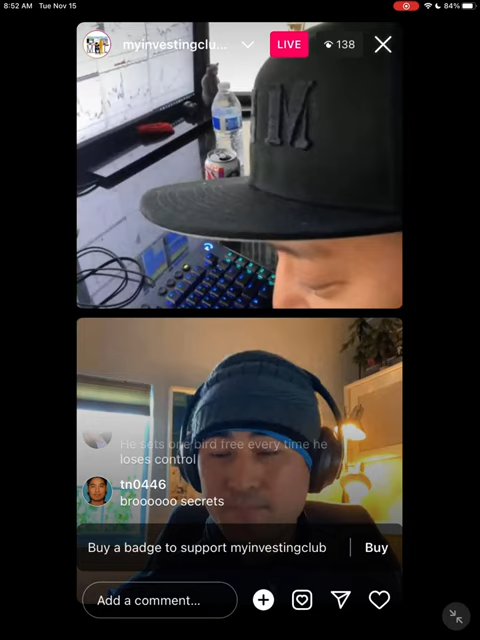 8:52 AM Tue Nov 15
84%
myinvestingclu...
LIVE
138
M
He sets one bird free every time he
loses control
tn0446
broooooo secrets
Buy a badge to support myinvestingclub
Buy
Add a comment...